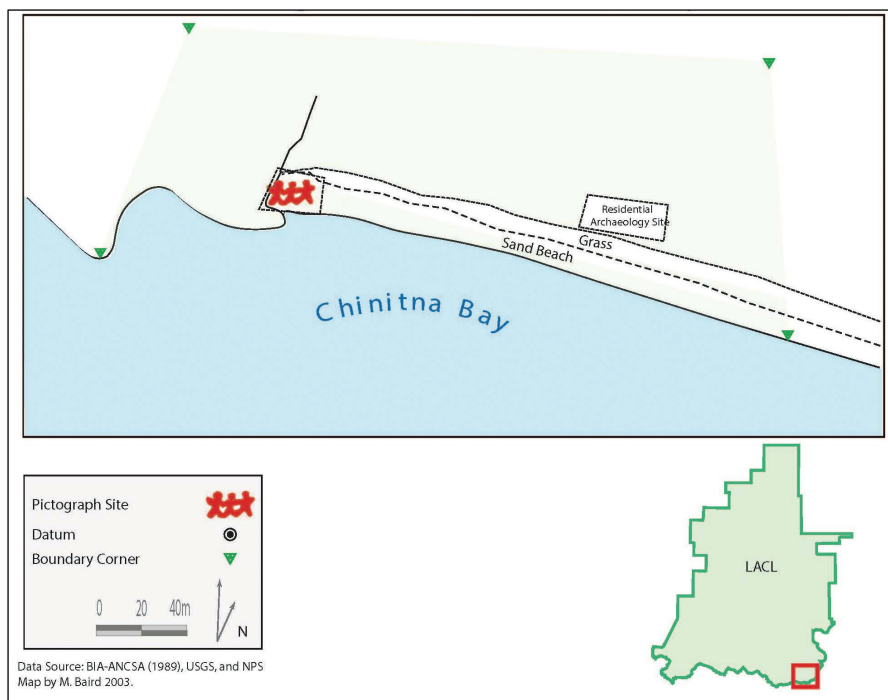 Residential
Archaeology Site
Grass
Sand Beach
Chinitna Bay
Pictograph Site
Datum
Boundary Corner
0 20 40m
N
LACL
Data Source: BIA-ANCSA (1989), USGS, and NPS
Map by M. Baird 2003.